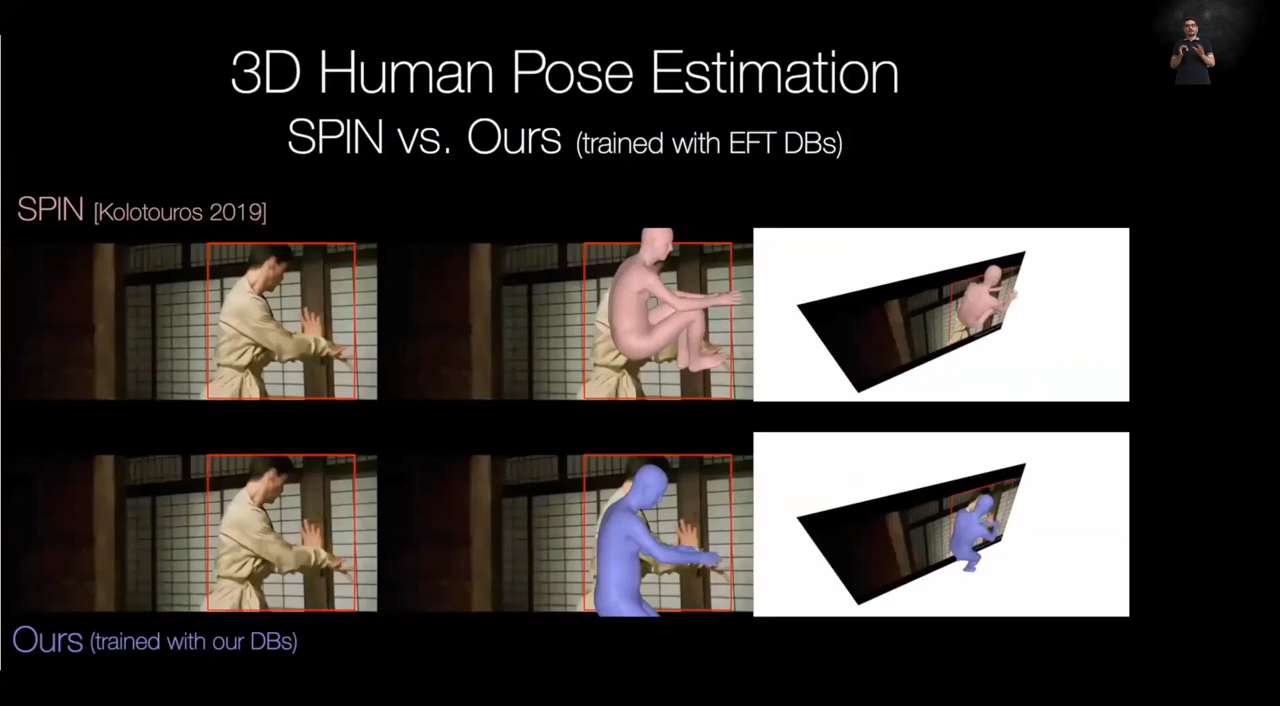 3D Human Pose Estimation
SPIN vs. Ours (trained with EFT DBs)
SPIN [Kolotouros 2019]
Ours (trained with our DBs)